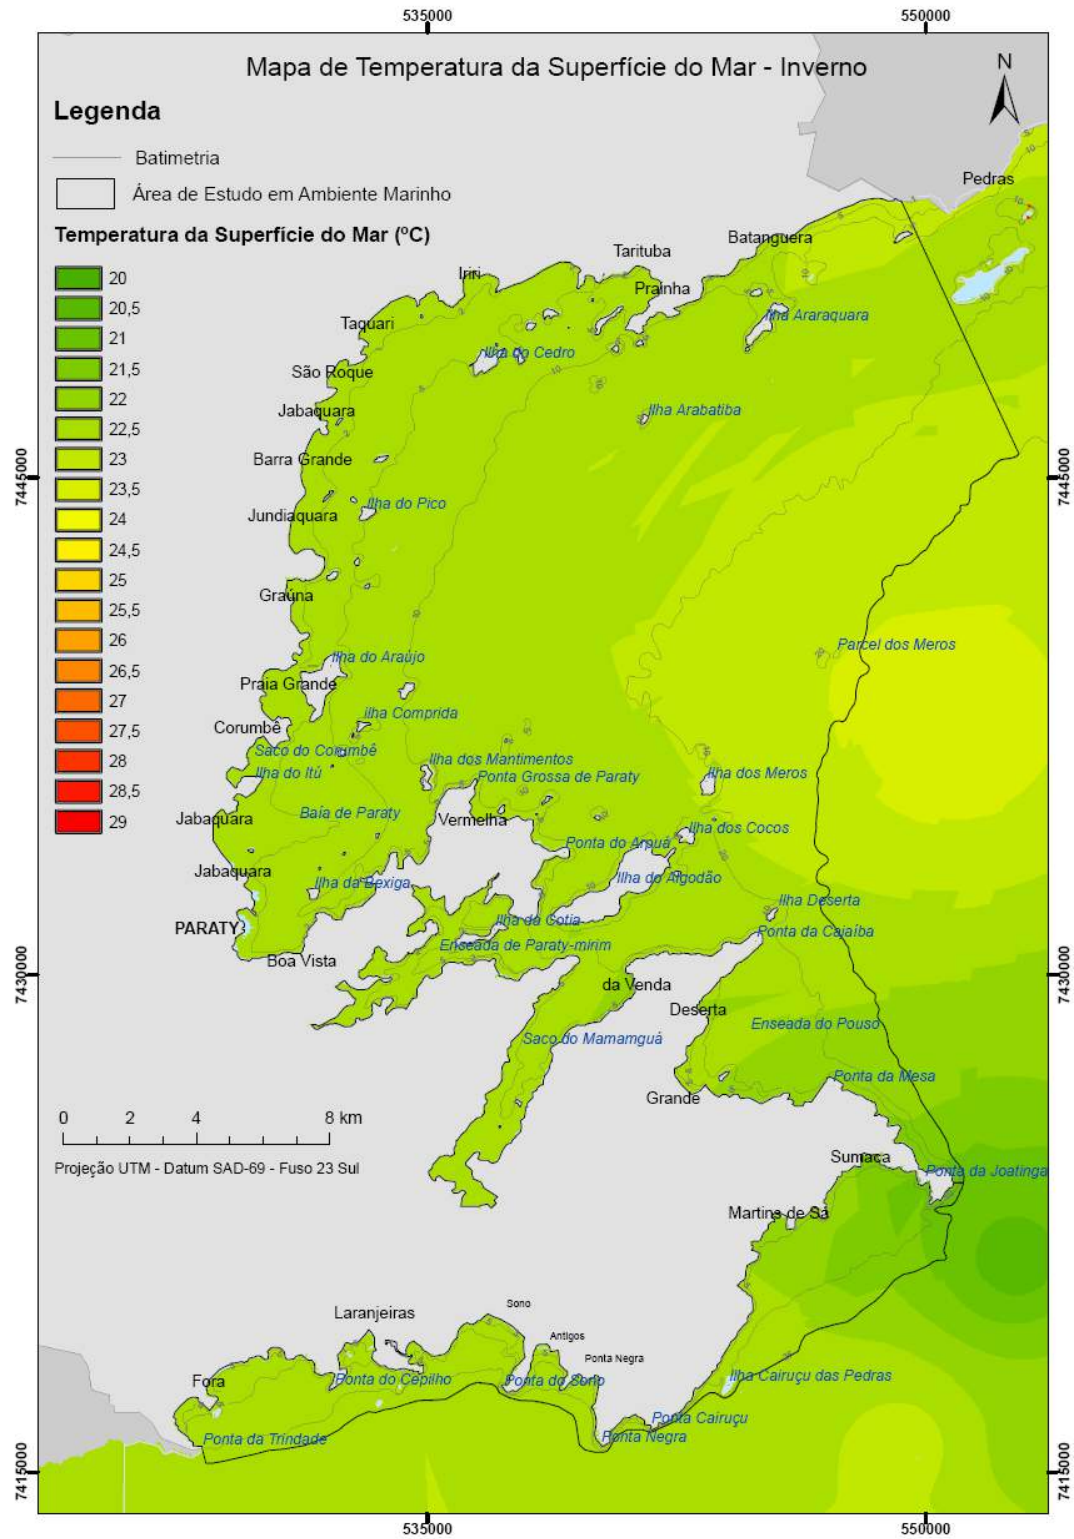 535000
550000
Mapa de Temperatura da Superfície do Mar - Inverno
N
Legenda
Batimetria
Área de Estudo em Ambiente Marinho
Temperatura da Superfície do Mar (ºC)
20
20,5
21
21,5
22
22,5
23
23,5
24
24,5
25
25,5
26
26,5
27
27,5
28
28,5
29
Pedras
Batanguera
Tarituba
Prainha
Iriri
Ilha Araraquara
Taquari
Ilha do Cedro
São Roque
Jabaquara
Ilha Arabatiba
Barra Grande
7445000
7445000
Ilha do Pico
Jundiaquara
Graúna
Parcel dos Meros
Ilha do Araújo
Praia Grande
ilha Comprida
Corumbê
Saco do Corumbê
Ilha do Itú
Ilha dos Mantimentos
Ponta Grossa de Paraty
Ilha dos Meros
Baía de Paraty
Jabaquara
Vermelha
Ilha dos Cocos
Ponta do Arpuá
Jabaquara
Ilha da Bexiga
Ilha do Algodão
Ilha Deserta
PARATY
Ilha da Cotia
Ponta da Cajaíba
Enseada de Paraty-mirim
Boa Vista
7430000
7430000
da Venda
Deserta
Enseada do Pouso
Saco do Mamamguá
Ponta da Mesa
Grande
0 2 4 8 km
Projeção UTM - Datum SAD-69 - Fuso 23 Sul
Sumaca
Ponta da Joatinga
Martins de Sá
Sono
Laranjeiras
Antigos
Ponta Negra
Fora
Ponta do Cepilho
Ponta do Sono
Ilha Cairuçu das Pedras
Ponta Cairuçu
Ponta da Trindade
Ponta Negra
7415000
7415000
535000
550000